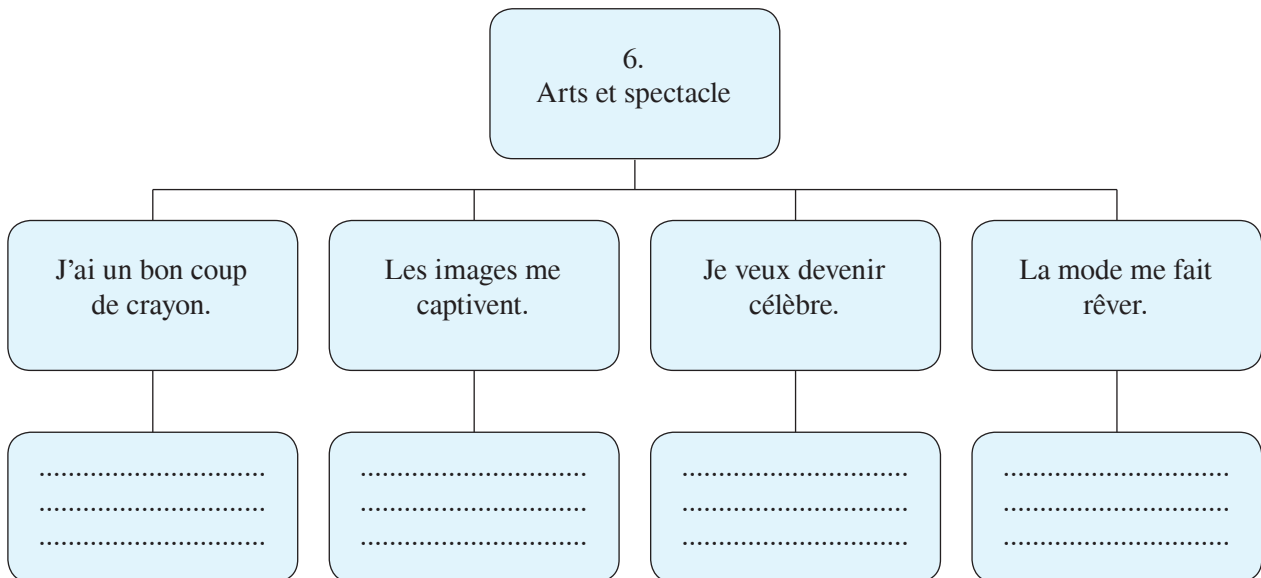 6.
Arts et spectacle
J’ai un bon coup
de crayon.
Les images me
captivent.
Je veux devenir
célèbre.
La mode me fait
rêver.
...............................
...............................
...............................
...............................
...............................
...............................
...............................
...............................
...............................
...............................
...............................
...............................